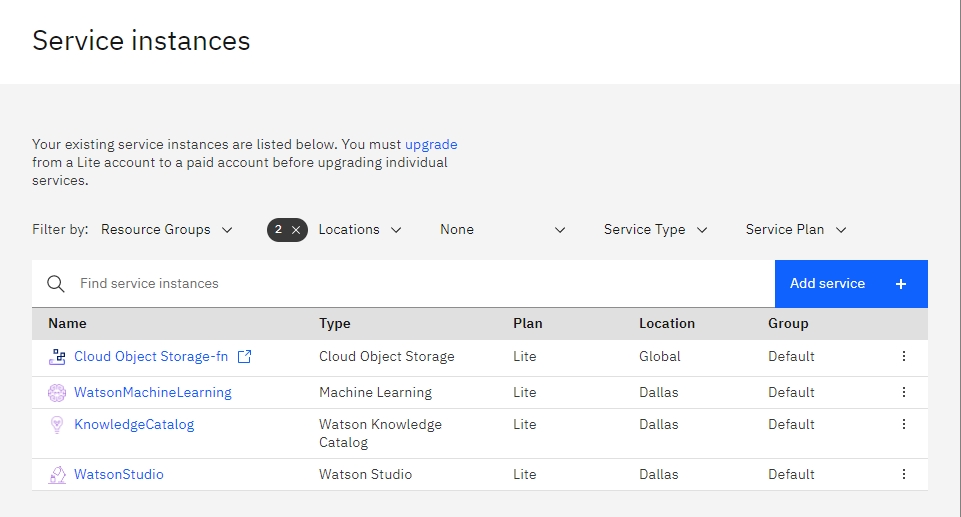 Service instances
Your existing service instances are listed below. You must upgrade
from a Lite account to a paid account before upgrading individual
services.
Filter by: Resource Groups 2 × Locations None Service Type Service Plan
Find service instances Add service +
Name Type Plan Location Group
Cloud Object Storage-fn Cloud Object Storage Lite Global Default
WatsonMachineLearning Machine Learning Lite Dallas Default
KnowledgeCatalog Watson Knowledge Lite Dallas Default
Catalog
WatsonStudio Watson Studio Lite Dallas Default